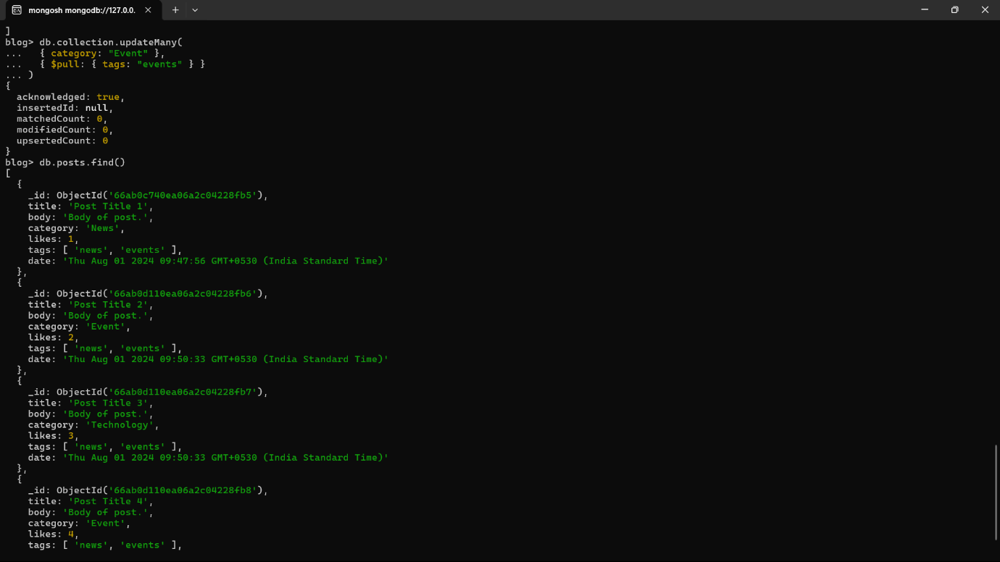 mongosh mongodb://127.0.0.
]
blog> db.collection.updateMany(
...   { category: "Event" },
...   { $pull: { tags: "events" } }
... )
{
  acknowledged: true,
  insertedId: null,
  matchedCount: 0,
  modifiedCount: 0,
  upsertedCount: 0
}
blog> db.posts.find()
[
  {
    _id: ObjectId('66ab0c740ea06a2c04228fb5'),
    title: 'Post Title 1',
    body: 'Body of post.',
    category: 'News',
    likes: 1,
    tags: [ 'news', 'events' ],
    date: 'Thu Aug 01 2024 09:47:56 GMT+0530 (India Standard Time)'
  },
  {
    _id: ObjectId('66ab0d110ea06a2c04228fb6'),
    title: 'Post Title 2',
    body: 'Body of post.',
    category: 'Event',
    likes: 2,
    tags: [ 'news', 'events' ],
    date: 'Thu Aug 01 2024 09:50:33 GMT+0530 (India Standard Time)'
  },
  {
    _id: ObjectId('66ab0d110ea06a2c04228fb7'),
    title: 'Post Title 3',
    body: 'Body of post.',
    category: 'Technology',
    likes: 3,
    tags: [ 'news', 'events' ],
    date: 'Thu Aug 01 2024 09:50:33 GMT+0530 (India Standard Time)'
  },
  {
    _id: ObjectId('66ab0d110ea06a2c04228fb8'),
    title: 'Post Title 4',
    body: 'Body of post.',
    category: 'Event',
    likes: 4,
    tags: [ 'news', 'events' ],